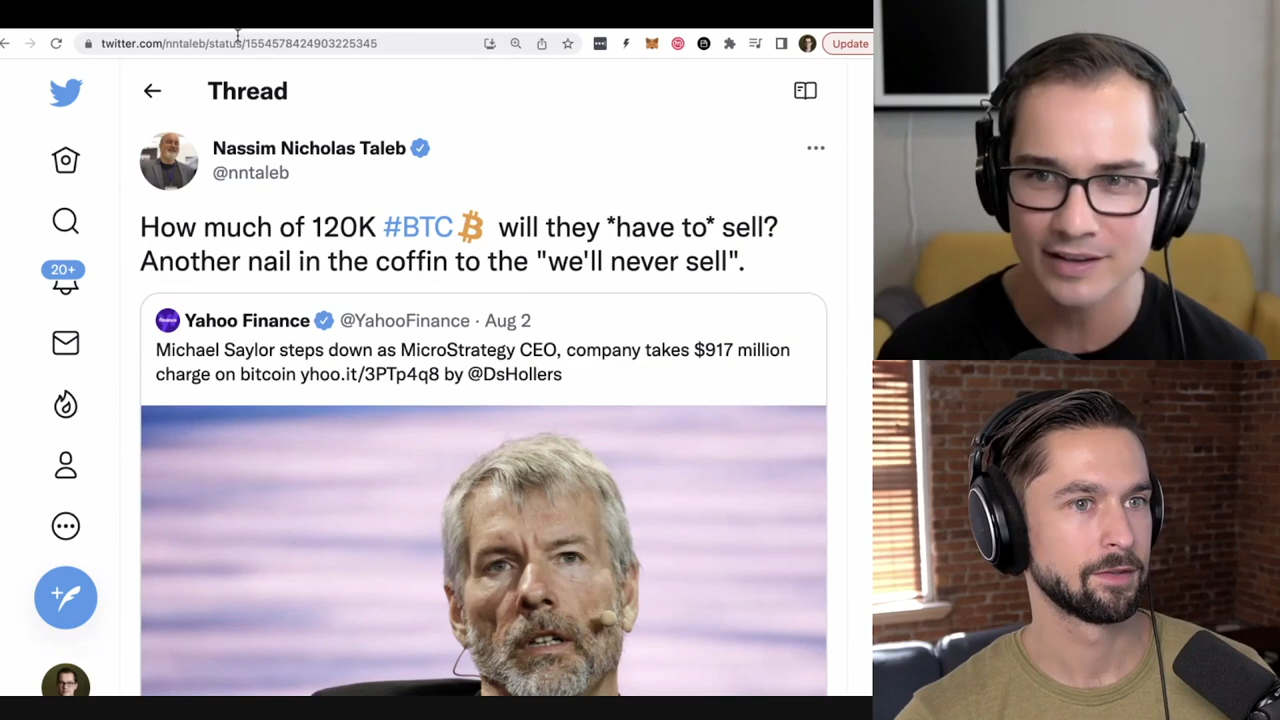 twitter.com/nntaleb/status/1554578424903225345
Update
Thread
Nassim Nicholas Taleb
@nntaleb
How much of 120K #BTC will they *have to* sell?
Another nail in the coffin to the "we'll never sell".
20+
Yahoo Finance @YahooFinance · Aug 2
Michael Saylor steps down as MicroStrategy CEO, company takes $917 million
charge on bitcoin yhoo.it/3PTp4q8 by @DsHollers